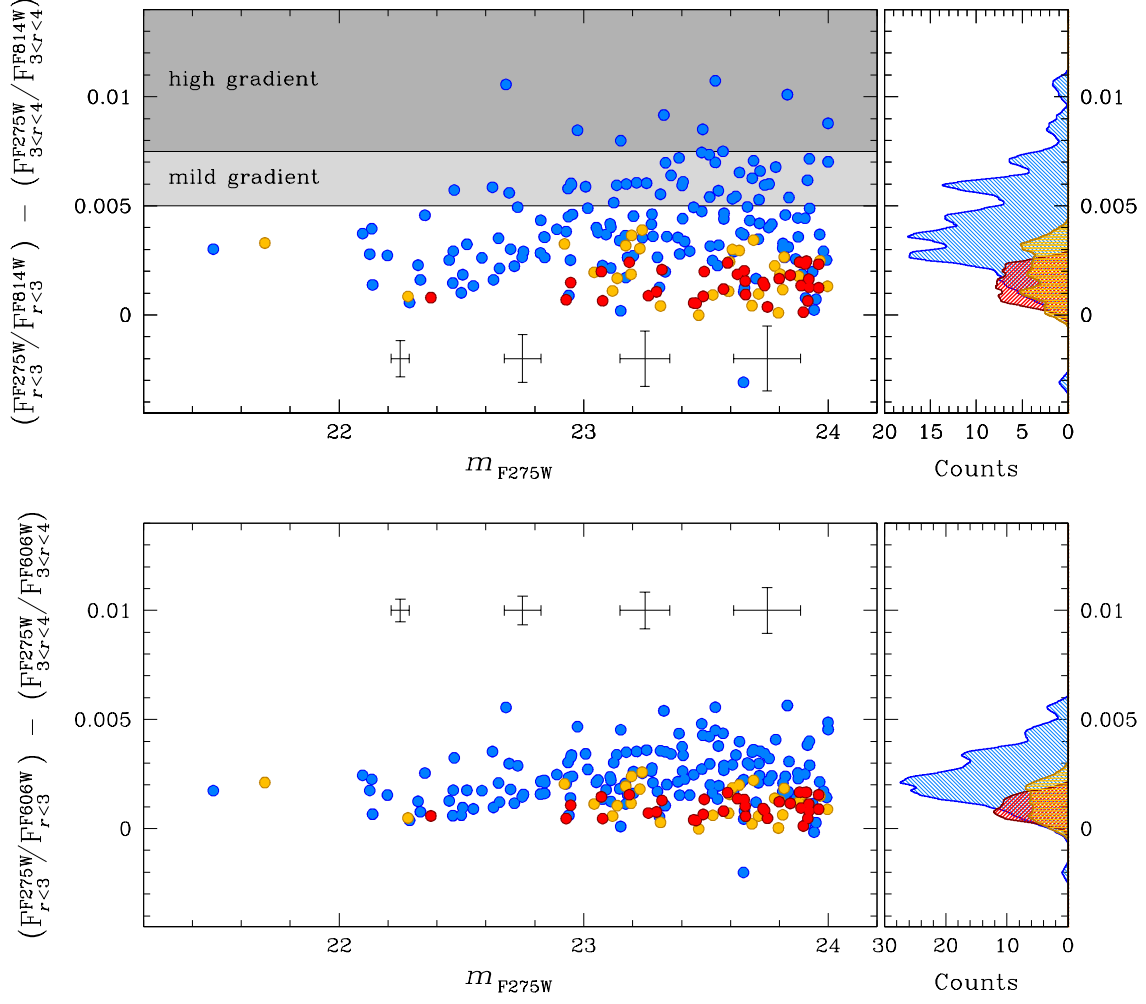 (F^F275W_r<3/F^F814W_r<3) − (F^F275W_3<r<4/F^F814W_3<r<4)
high gradient
mild gradient
0.01
0.005
0
22 23 24
m_F275W
0.01
0.005
0
20 15 10 5 0
Counts
(F^F275W_r<3/F^F606W_r<3) − (F^F275W_3<r<4/F^F606W_3<r<4)
0.01
0.005
0
22 23 24
m_F275W
0.01
0.005
0
30 20 10 0
Counts